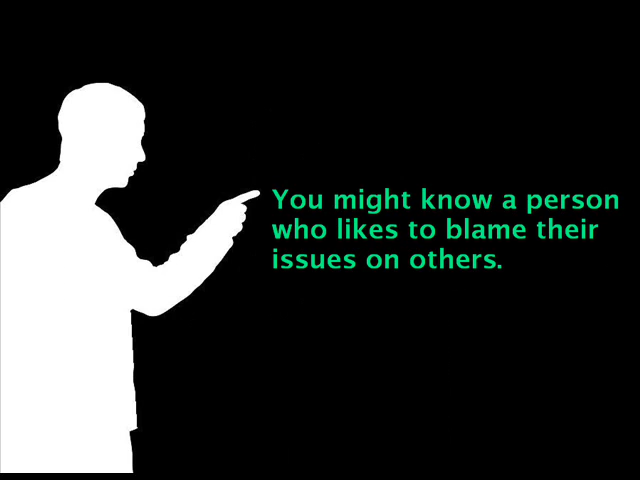 You might know a person
who likes to blame their
issues on others.